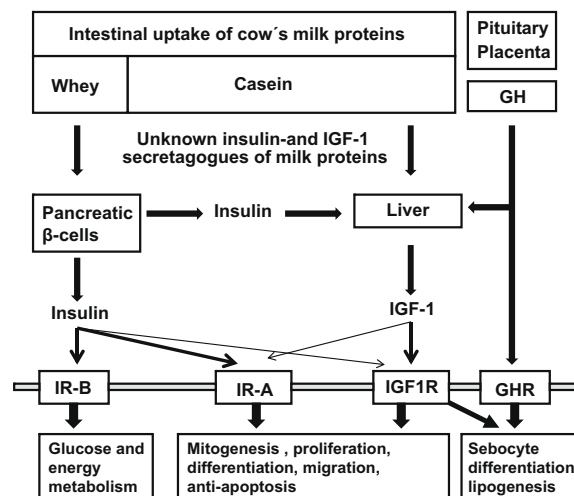 Intestinal uptake of cow´s milk proteins
Pituitary
Placenta
Whey
Casein
GH
Unknown insulin-and IGF-1
secretagogues of milk proteins
Pancreatic
β-cells
Insulin
Liver
Insulin
IGF-1
IR-B
IR-A
IGF1R
GHR
Glucose and
energy
metabolism
Mitogenesis , proliferation,
differentiation, migration,
anti-apoptosis
Sebocyte
differentiation
lipogenesis